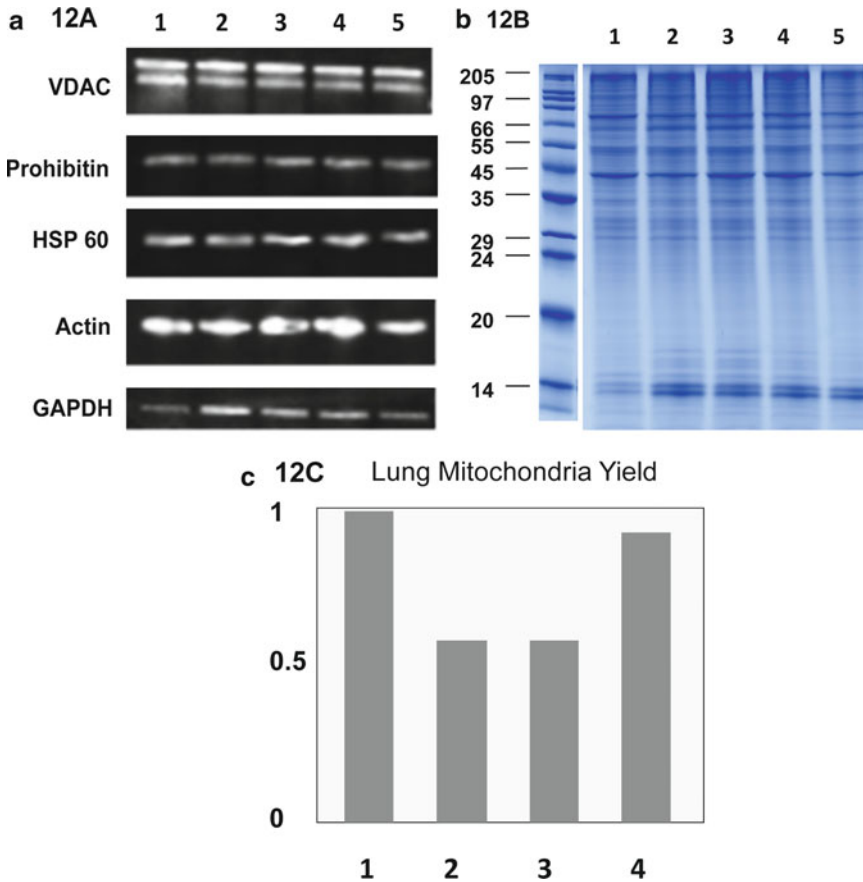 a 12A
1 2 3 4 5
VDAC
Prohibitin
HSP 60
Actin
GAPDH
b 12B
1 2 3 4 5
205
97
66
55
45
35
29
24
20
14
c 12C Lung Mitochondria Yield
1
0.5
0
1 2 3 4